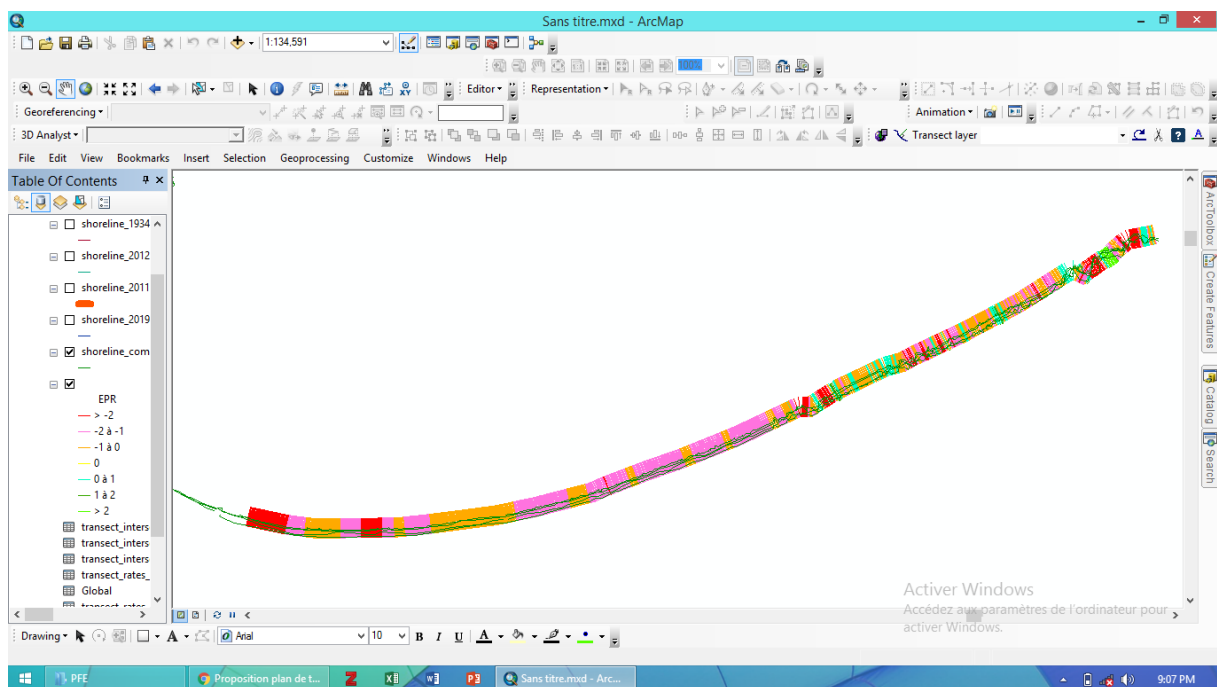 Sans titre.mxd - ArcMap
1:134,591
100%
Editor
Representation
Georeferencing
Animation
3D Analyst
Transect layer
File Edit View Bookmarks Insert Selection Geoprocessing Customize Windows Help
Table Of Contents
shoreline_1934
shoreline_2012
shoreline_2011
shoreline_2019
shoreline_com
EPR
> -2
-2 à -1
-1 à 0
0
0 à 1
1 à 2
> 2
transect_inters
transect_inters
transect_rates_
Global
ArcToolbox
Create Features
Catalog
Search
Activer Windows
Accédez aux paramètres de l'ordinateur pour
activer Windows.
Drawing
Arial
10
B I U A
PFE
Proposition plan de t...
Sans titre.mxd - Arc...
9:07 PM